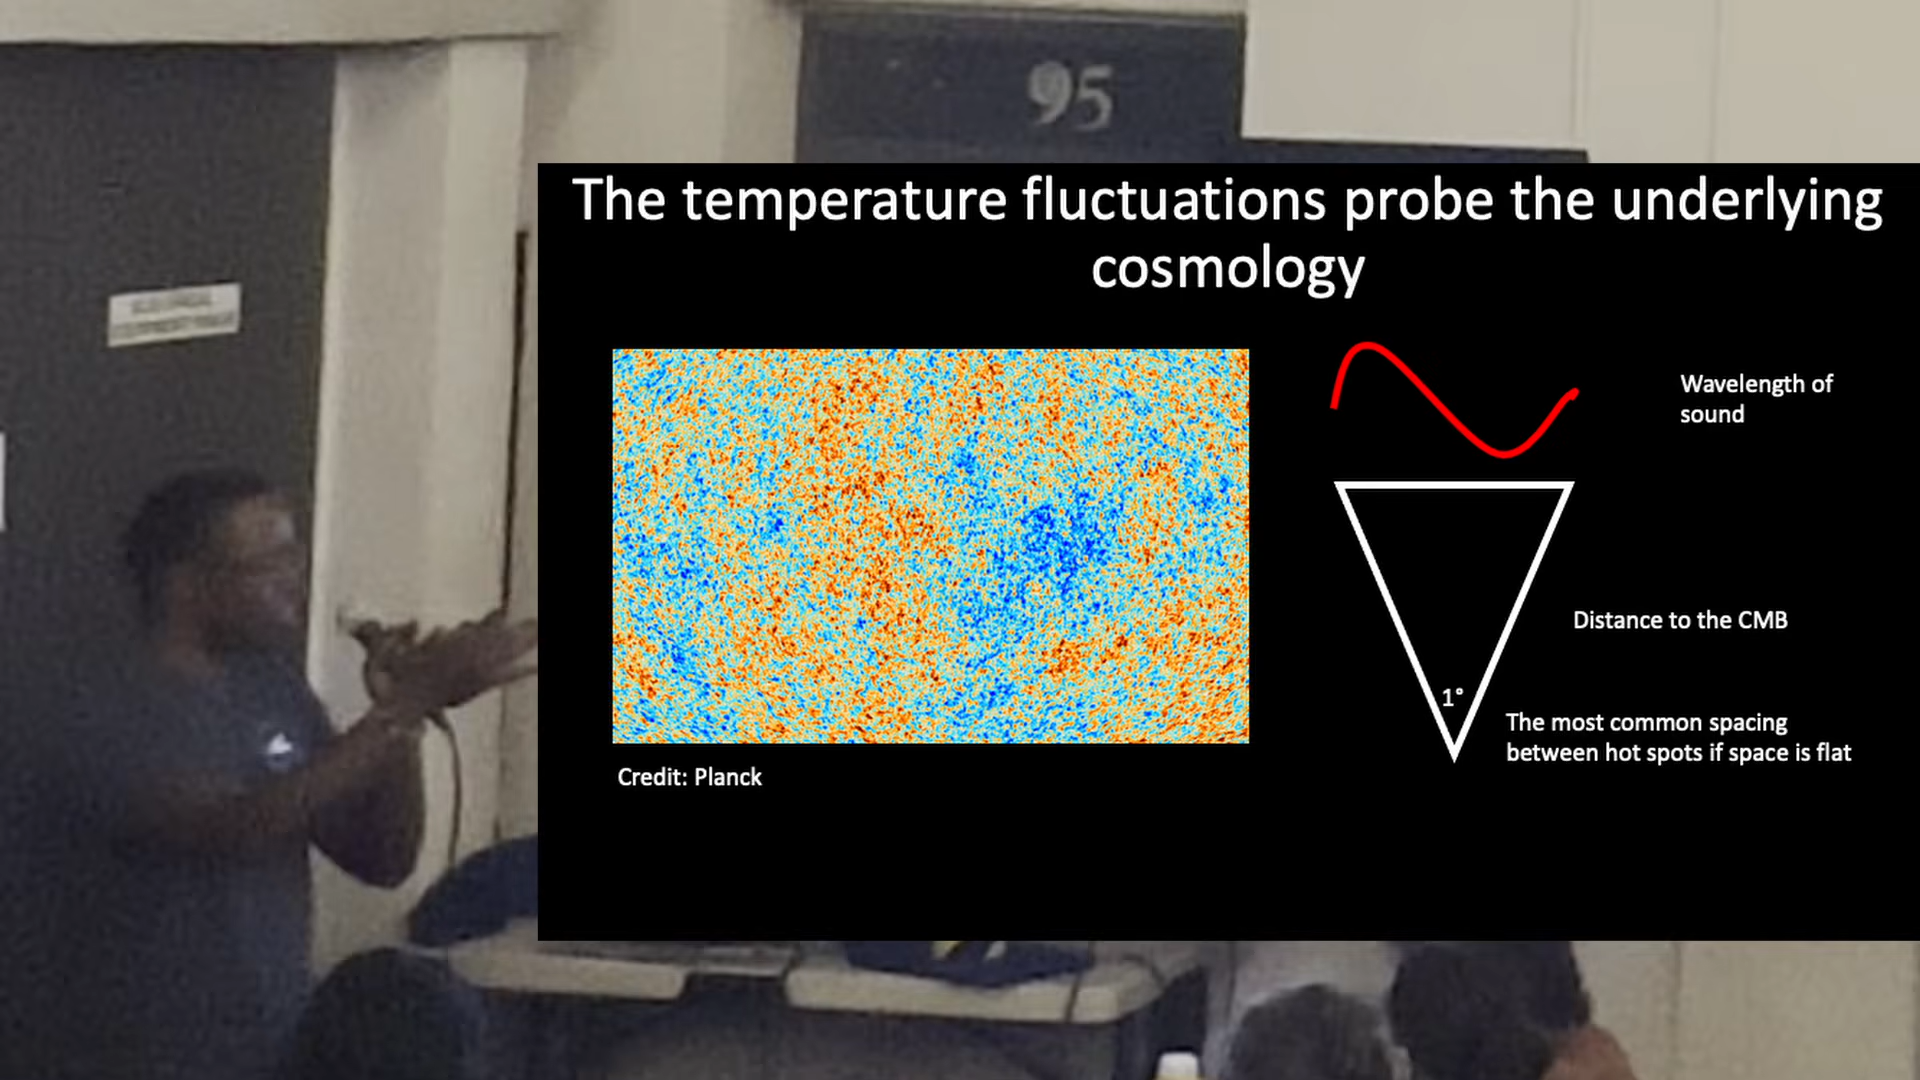 95
The temperature fluctuations probe the underlying
cosmology
Wavelength of
sound
Distance to the CMB
1°
The most common spacing
between hot spots if space is flat
Credit: Planck